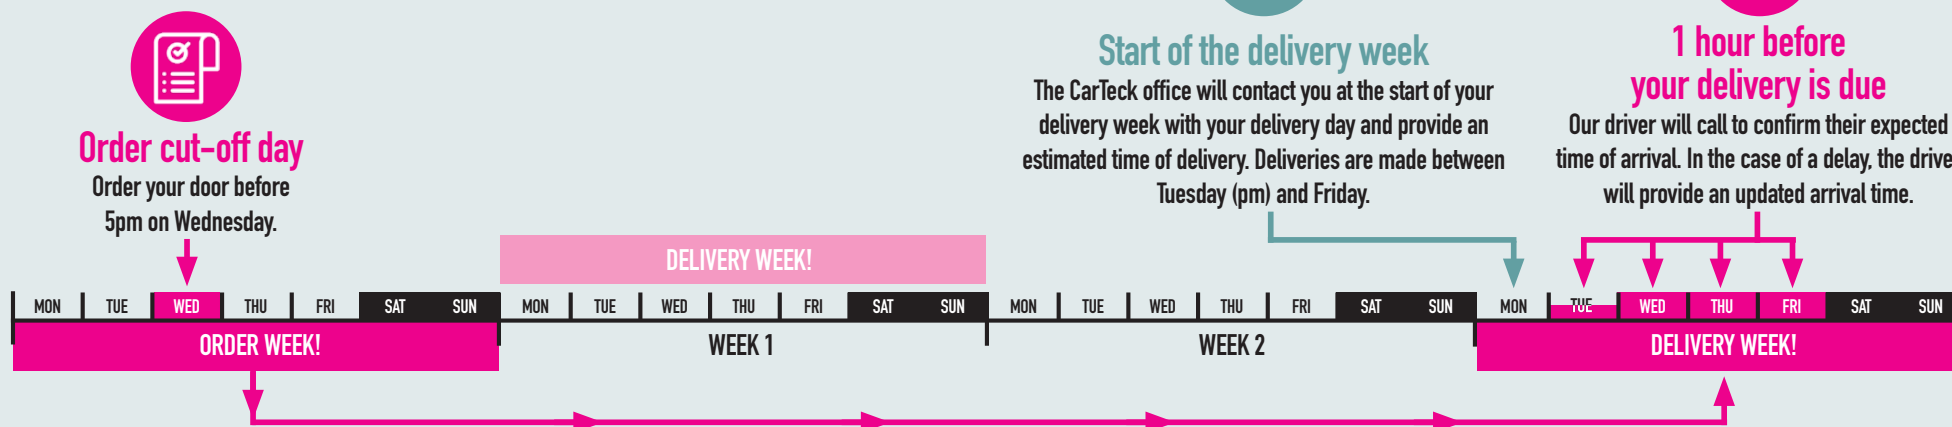 Order cut-off day
Order your door before
5pm on Wednesday.
Start of the delivery week
The CarTeck office will contact you at the start of your
delivery week with your delivery day and provide an
estimated time of delivery. Deliveries are made between
Tuesday (pm) and Friday.
1 hour before
your delivery is due
Our driver will call to confirm their expected
time of arrival. In the case of a delay, the drive
will provide an updated arrival time.
DELIVERY WEEK!
MON TUE WED THU FRI SAT SUN MON TUE WED THU FRI SAT SUN MON TUE WED THU FRI SAT SUN MON TUE WED THU FRI SAT SUN
ORDER WEEK! WEEK 1 WEEK 2 DELIVERY WEEK!